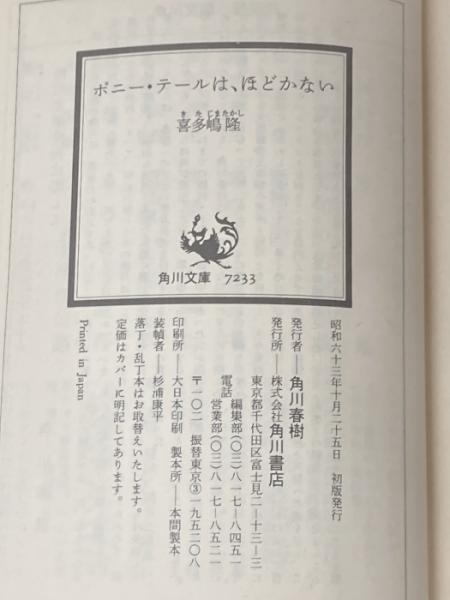 ポニー・テールは、ほどかない
きたじまたかし
喜多嶋隆
角川文庫 7233
昭和六十三年十月二十五日 初版発行
発行者——角川春樹
発行所——株式会社角川書店
東京都千代田区富士見二—十三—三
電話 編集部(〇三)八一七—八四五一
営業部(〇三)八一七—八五二一
〒一〇二 振替東京③一九五二〇八
印刷所——大日本印刷 製本所——本間製本
装幀者——杉浦康平
落丁・乱丁本はお取替えいたします。
定価はカバーに明記してあります。
Printed in Japan